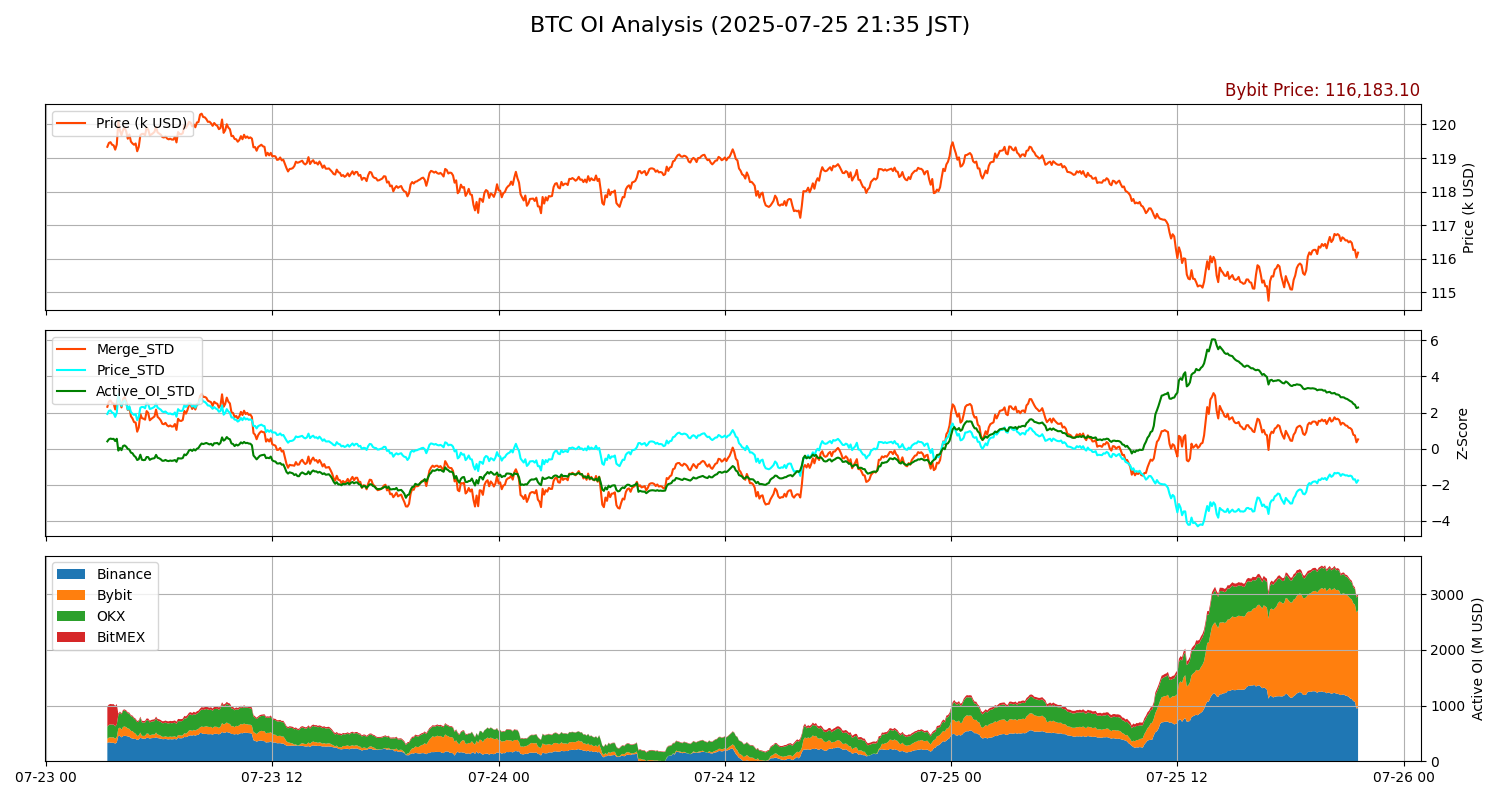 BTC OI Analysis (2025-07-25 21:35 JST)
Bybit Price: 116,183.10
Price (k USD)
120
119
118
117
116
115
Price (k USD)
Merge_STD
Price_STD
Active_OI_STD
6
4
2
0
−2
−4
Z-Score
Binance
Bybit
OKX
BitMEX
3000
2000
1000
0
Active OI (M USD)
07-23 00
07-23 12
07-24 00
07-24 12
07-25 00
07-25 12
07-26 00